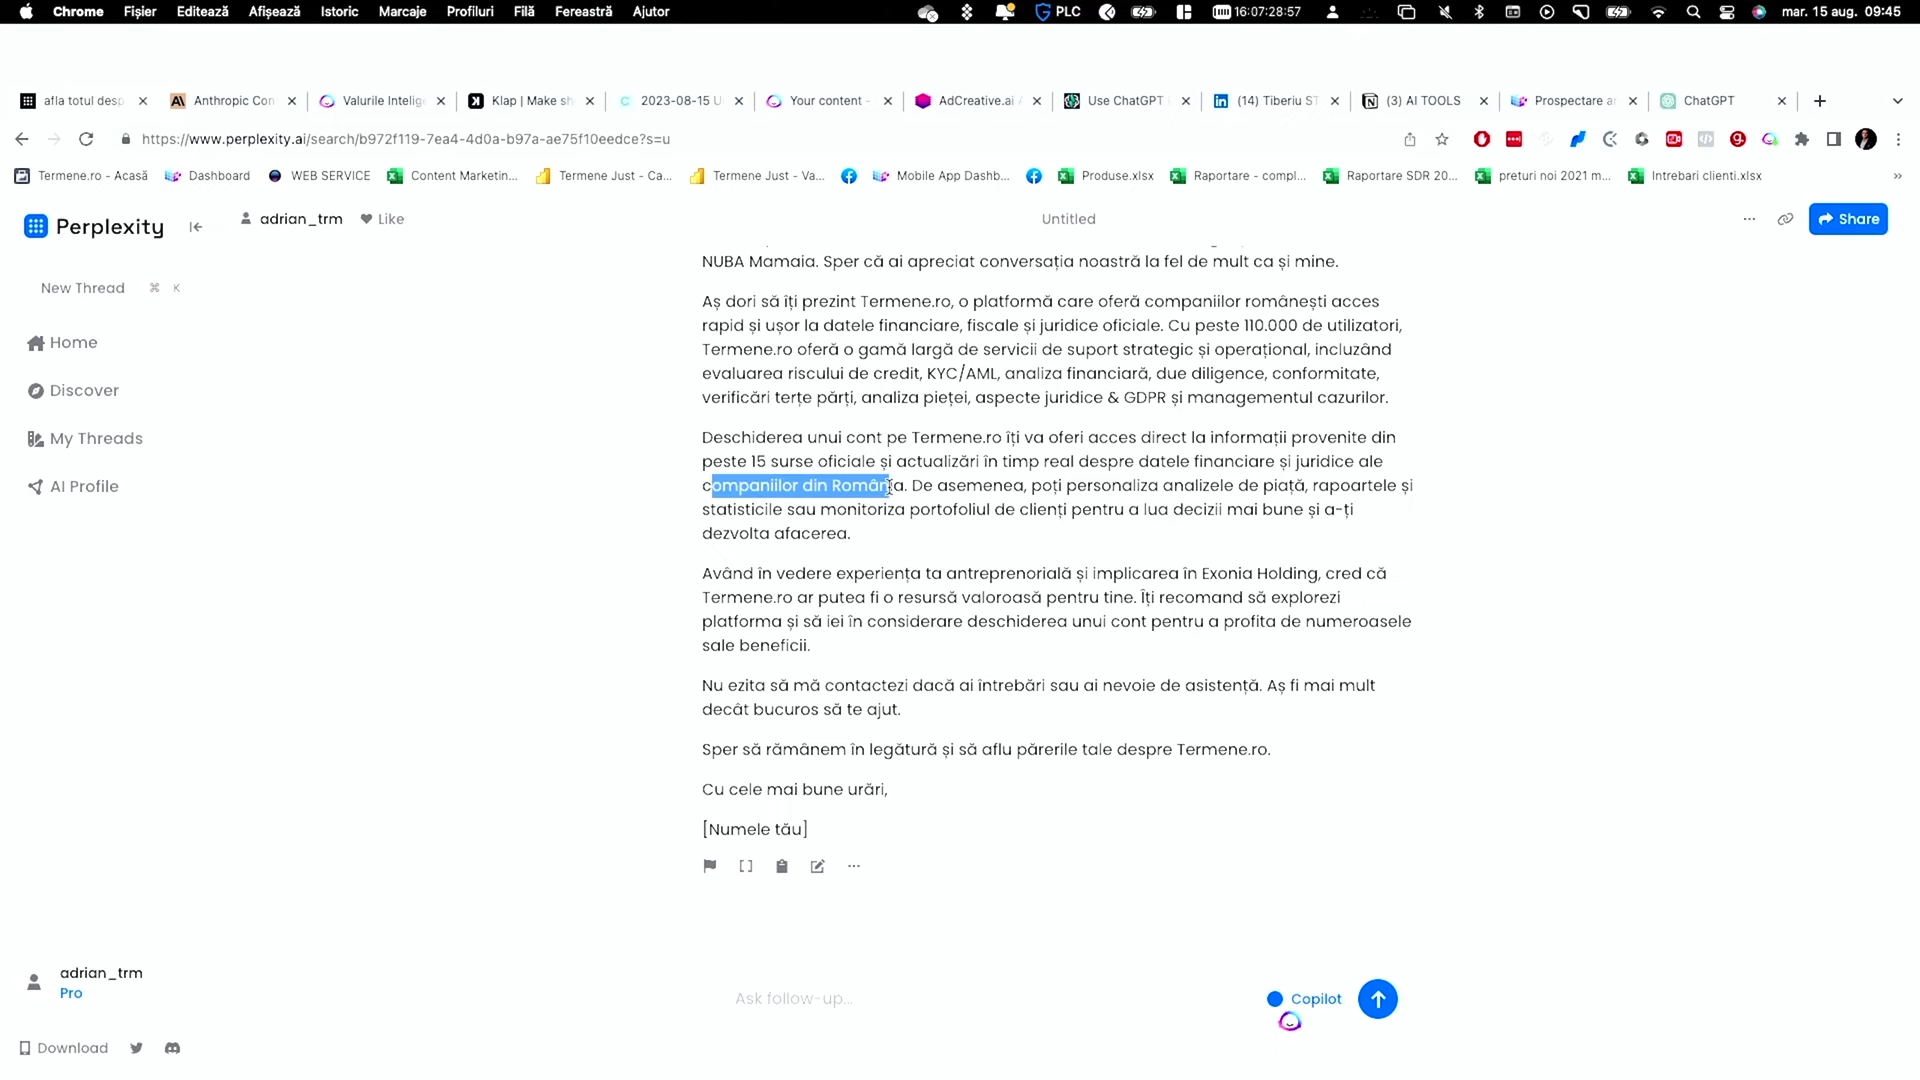 Chrome Fișier Editează Afișează Istoric Marcaje Profiluri Filă Fereastră Ajutor PLC 16:07:28:57 mar. 15 aug. 09:45
afla totul desp Anthropic Con Valurile Intelig Klap | Make sh 2023-08-15 U Your content - AdCreative.ai Use ChatGPT (14) Tiberiu ST (3) AI TOOLS Prospectare ChatGPT
https://www.perplexity.ai/search/b972f119-7ea4-4d0a-b97a-ae75f10eedce?s=u
Termene.ro - Acasă Dashboard WEB SERVICE Content Marketin... Termene Just - Ca... Termene Just - Va... Mobile App Dashb... Produse.xlsx Raportare - compl... Raportare SDR 20... preturi noi 2021 m... Intrebari clienti.xlsx »
Perplexity adrian_trm Like Untitled ... Share
New Thread ⌘ K
Home
Discover
My Threads
AI Profile
NUBA Mamaia. Sper că ai apreciat conversația noastră la fel de mult ca și mine.
Aș dori să îți prezint Termene.ro, o platformă care oferă companiilor românești acces
rapid și ușor la datele financiare, fiscale și juridice oficiale. Cu peste 110.000 de utilizatori,
Termene.ro oferă o gamă largă de servicii de suport strategic și operațional, incluzând
evaluarea riscului de credit, KYC/AML, analiza financiară, due diligence, conformitate,
verificări terțe părți, analiza pieței, aspecte juridice & GDPR și managementul cazurilor.
Deschiderea unui cont pe Termene.ro îți va oferi acces direct la informații provenite din
peste 15 surse oficiale și actualizări în timp real despre datele financiare și juridice ale
companiilor din România. De asemenea, poți personaliza analizele de piață, rapoartele și
statisticile sau monitoriza portofoliul de clienți pentru a lua decizii mai bune și a-ți
dezvolta afacerea.
Având în vedere experiența ta antreprenorială și implicarea în Exonia Holding, cred că
Termene.ro ar putea fi o resursă valoroasă pentru tine. Îți recomand să explorezi
platforma și să iei în considerare deschiderea unui cont pentru a profita de numeroasele
sale beneficii.
Nu ezita să mă contactezi dacă ai întrebări sau ai nevoie de asistență. Aș fi mai mult
decât bucuros să te ajut.
Sper să rămânem în legătură și să aflu părerile tale despre Termene.ro.
Cu cele mai bune urări,
[Numele tău]
adrian_trm
Pro
Ask follow-up...
Copilot
Download